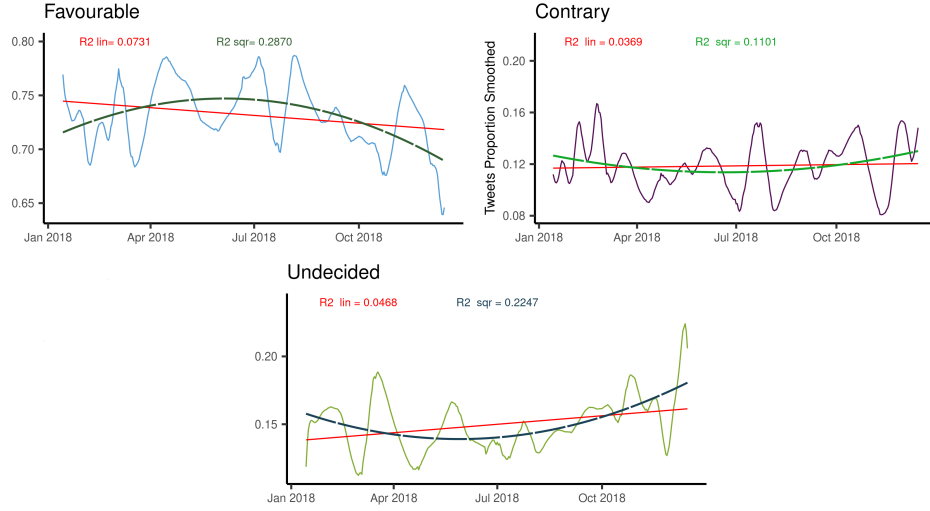 Favourable
R2 lin= 0.0731 R2 sqr= 0.2870
0.80
0.75
0.70
0.65
Jan 2018 Apr 2018 Jul 2018 Oct 2018
Contrary
R2 lin = 0.0369 R2 sqr = 0.1101
Tweets Proportion Smoothed
0.20
0.16
0.12
0.08
Jan 2018 Apr 2018 Jul 2018 Oct 2018
Undecided
R2 lin = 0.0468 R2 sqr = 0.2247
0.20
0.15
Jan 2018 Apr 2018 Jul 2018 Oct 2018